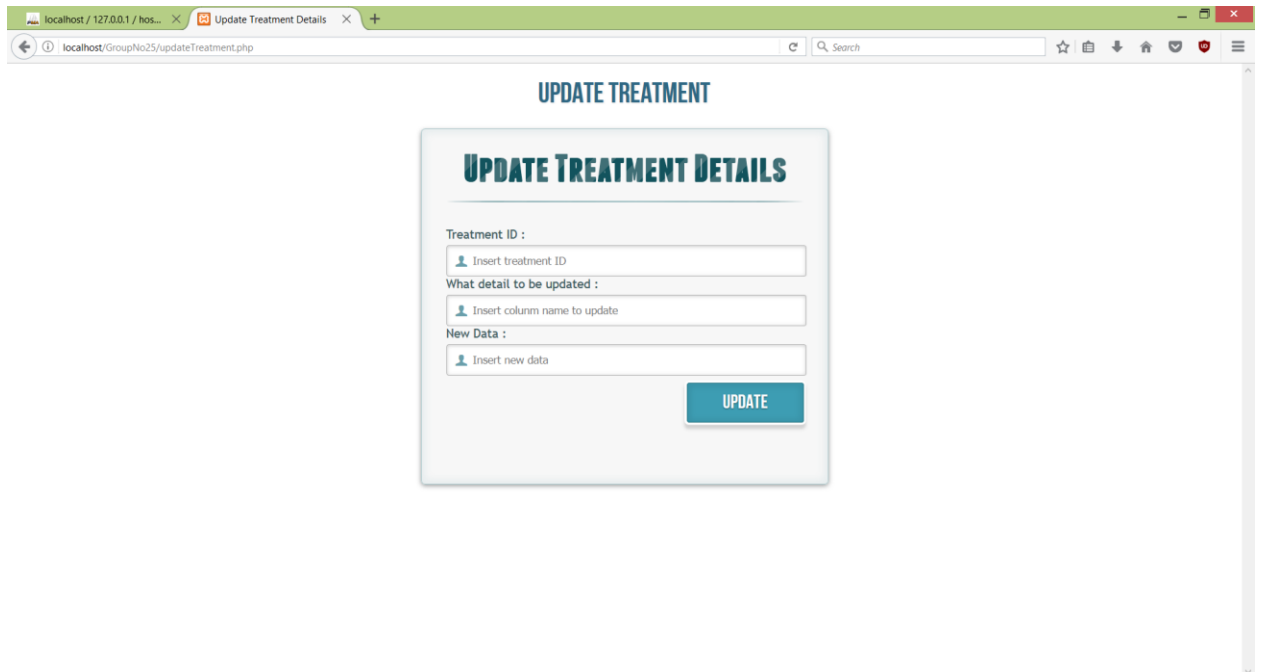 localhost / 127.0.0.1 / hos...
Update Treatment Details
localhost/GroupNo25/updateTreatment.php
Search
UPDATE TREATMENT
UPDATE TREATMENT DETAILS
Treatment ID :
Insert treatment ID
What detail to be updated :
Insert colunm name to update
New Data :
Insert new data
UPDATE